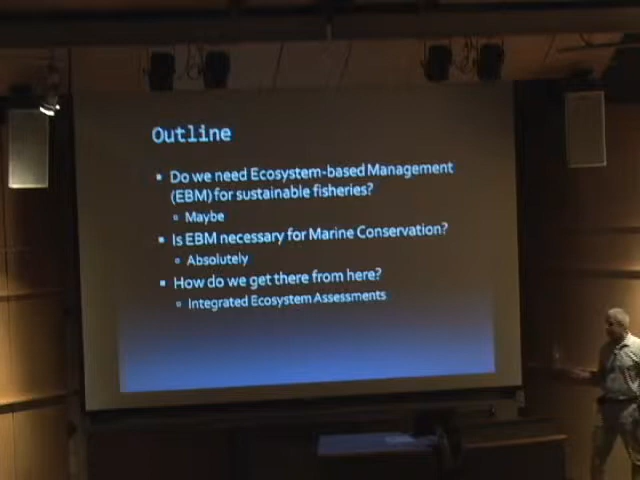 Outline
Do we need Ecosystem-based Management
(EBM) for sustainable fisheries?
Maybe
Is EBM necessary for Marine Conservation?
Absolutely
How do we get there from here?
Integrated Ecosystem Assessments